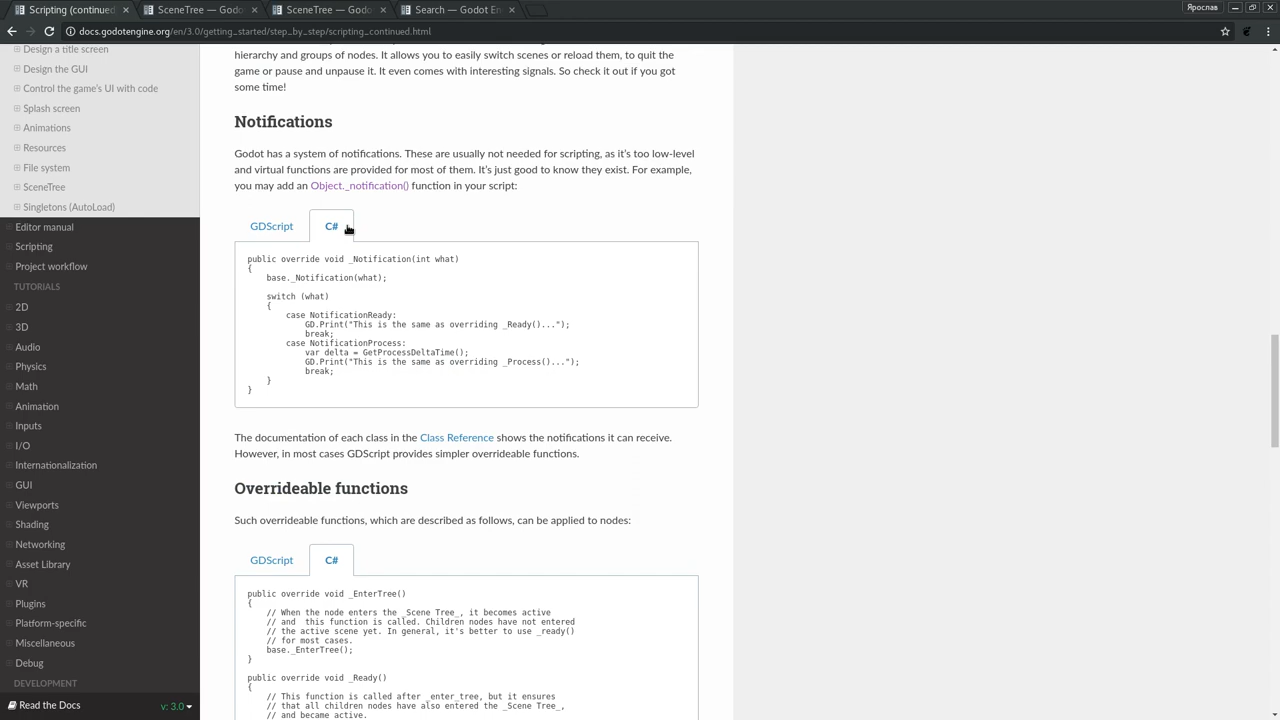 Scripting (continued
SceneTree — Godo
SceneTree — Godo
Search — Godot En
Ярослав
docs.godotengine.org/en/3.0/getting_started/step_by_step/scripting_continued.html
Design a title screen
Design the GUI
Control the game's UI with code
Splash screen
Animations
Resources
File system
SceneTree
Singletons (AutoLoad)
Editor manual
Scripting
Project workflow
TUTORIALS
2D
3D
Audio
Physics
Math
Animation
Inputs
I/O
Internationalization
GUI
Viewports
Shading
Networking
Asset Library
VR
Plugins
Platform-specific
Miscellaneous
Debug
DEVELOPMENT
Read the Docs
v: 3.0
hierarchy and groups of nodes. It allows you to easily switch scenes or reload them, to quit the
game or pause and unpause it. It even comes with interesting signals. So check it out if you got
some time!
Notifications
Godot has a system of notifications. These are usually not needed for scripting, as it's too low-level
and virtual functions are provided for most of them. It's just good to know they exist. For example,
you may add an Object._notification() function in your script:
GDScript
C#
public override void _Notification(int what)
{
    base._Notification(what);
    switch (what)
    {
        case NotificationReady:
            GD.Print("This is the same as overriding _Ready()...");
            break;
        case NotificationProcess:
            var delta = GetProcessDeltaTime();
            GD.Print("This is the same as overriding _Process()...");
            break;
    }
}
The documentation of each class in the Class Reference shows the notifications it can receive.
However, in most cases GDScript provides simpler overrideable functions.
Overrideable functions
Such overrideable functions, which are described as follows, can be applied to nodes:
GDScript
C#
public override void _EnterTree()
{
    // When the node enters the _Scene Tree_, it becomes active
    // and  this function is called. Children nodes have not entered
    // the active scene yet. In general, it's better to use _ready()
    // for most cases.
    base._EnterTree();
}
public override void _Ready()
{
    // This function is called after _enter_tree, but it ensures
    // that all children nodes have also entered the _Scene Tree_,
    // and became active.